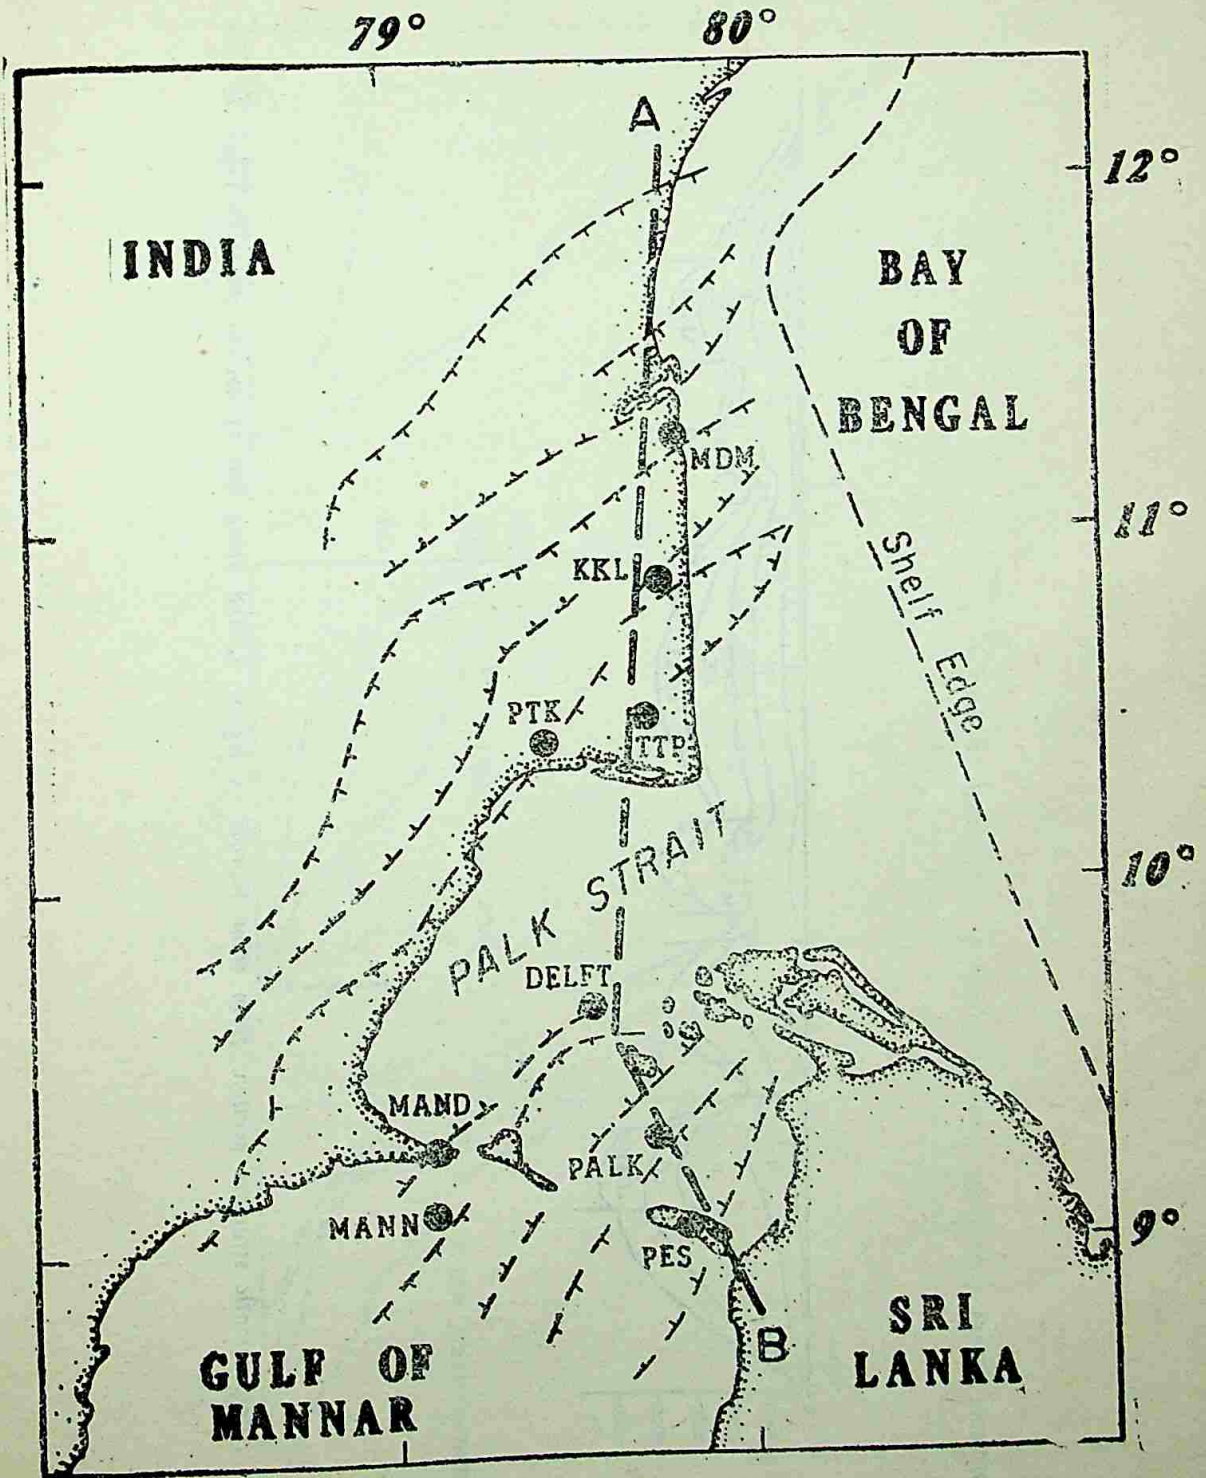 79° 80°
A
12°
INDIA
BAY
OF
BENGAL
MDM
11°
KKL
Shelf Edge
PTK
TTP
PALK STRAIT
10°
DELFT
MAND
PALK
MANN
9°
PES
SRI
LANKA
B
GULF OF
MANNAR